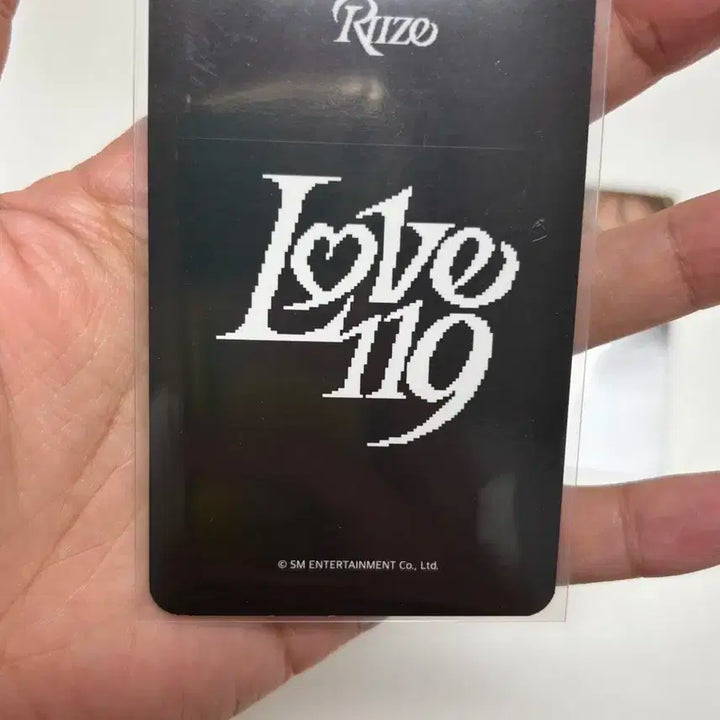 RIIZE
Love
119
© SM ENTERTAINMENT Co., Ltd.